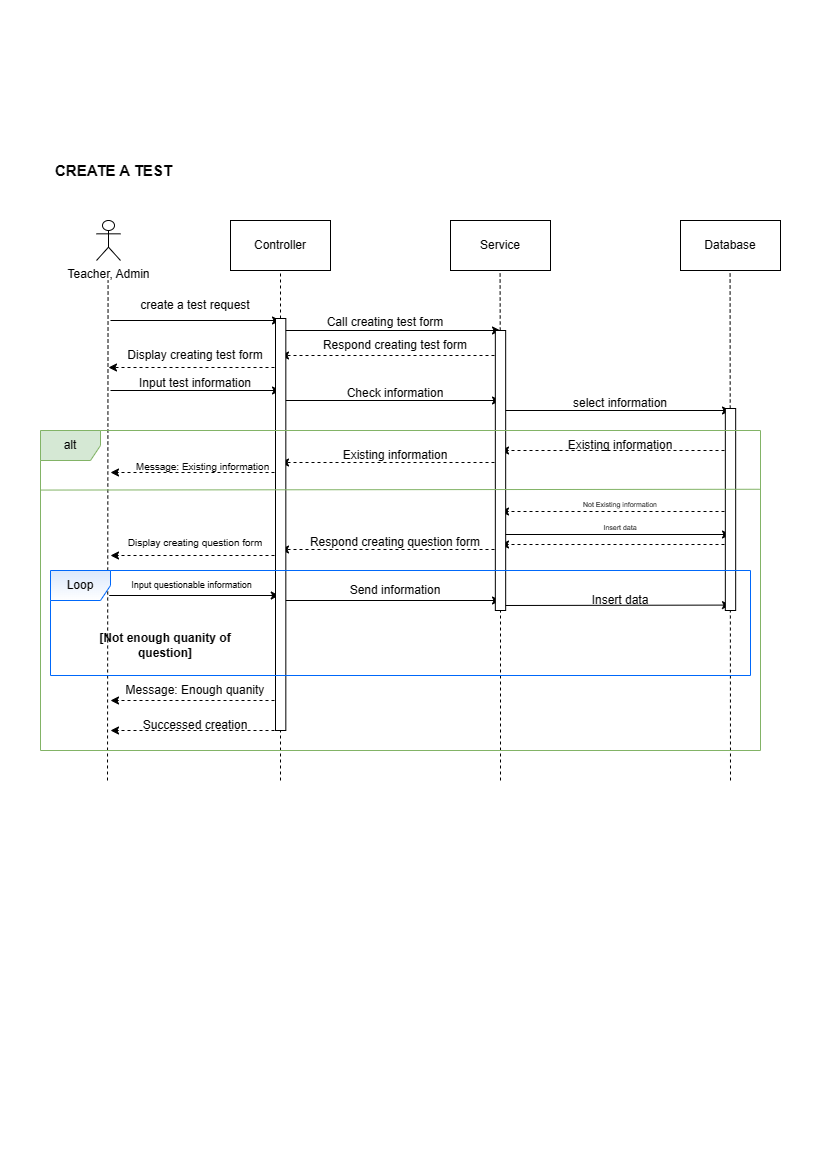 CREATE A TEST
Controller
Service
Database
Teacher, Admin
create a test request
Call creating test form
Respond creating test form
Display creating test form
Input test information
Check information
select information
alt
Existing information
Existing information
Message: Existing information
Not Existing information
Insert data
Respond creating question form
Display creating question form
Loop
Input questionable information
Send information
Insert data
[Not enough quanity of
question]
Message: Enough quanity
Successed creation